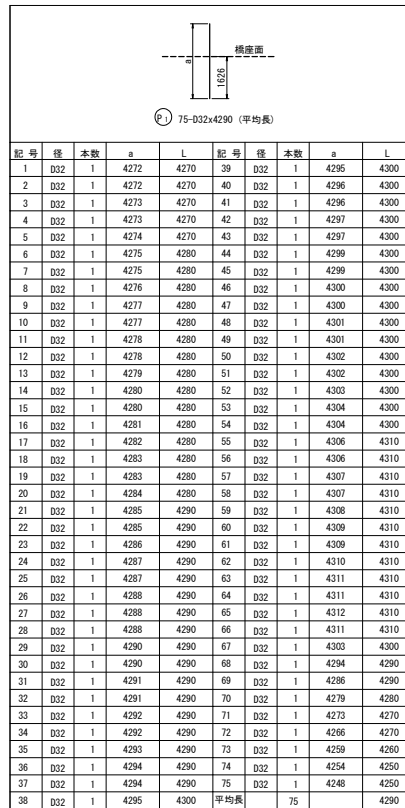 橋座面
a
1626
P1 75-D32x4290 (平均長)
記 号 径 本数 a L 記 号 径 本数 a L
1 D32 1 4272 4270 39 D32 1 4295 4300
2 D32 1 4272 4270 40 D32 1 4296 4300
3 D32 1 4273 4270 41 D32 1 4296 4300
4 D32 1 4273 4270 42 D32 1 4297 4300
5 D32 1 4274 4270 43 D32 1 4297 4300
6 D32 1 4275 4280 44 D32 1 4299 4300
7 D32 1 4275 4280 45 D32 1 4299 4300
8 D32 1 4276 4280 46 D32 1 4300 4300
9 D32 1 4277 4280 47 D32 1 4300 4300
10 D32 1 4277 4280 48 D32 1 4301 4300
11 D32 1 4278 4280 49 D32 1 4301 4300
12 D32 1 4278 4280 50 D32 1 4302 4300
13 D32 1 4279 4280 51 D32 1 4302 4300
14 D32 1 4280 4280 52 D32 1 4303 4300
15 D32 1 4280 4280 53 D32 1 4304 4300
16 D32 1 4281 4280 54 D32 1 4304 4300
17 D32 1 4282 4280 55 D32 1 4306 4310
18 D32 1 4283 4280 56 D32 1 4306 4310
19 D32 1 4283 4280 57 D32 1 4307 4310
20 D32 1 4284 4280 58 D32 1 4307 4310
21 D32 1 4285 4290 59 D32 1 4308 4310
22 D32 1 4285 4290 60 D32 1 4309 4310
23 D32 1 4286 4290 61 D32 1 4309 4310
24 D32 1 4287 4290 62 D32 1 4310 4310
25 D32 1 4287 4290 63 D32 1 4311 4310
26 D32 1 4288 4290 64 D32 1 4311 4310
27 D32 1 4288 4290 65 D32 1 4312 4310
28 D32 1 4288 4290 66 D32 1 4311 4310
29 D32 1 4290 4290 67 D32 1 4303 4300
30 D32 1 4290 4290 68 D32 1 4294 4290
31 D32 1 4291 4290 69 D32 1 4286 4290
32 D32 1 4291 4290 70 D32 1 4279 4280
33 D32 1 4292 4290 71 D32 1 4273 4270
34 D32 1 4292 4290 72 D32 1 4266 4270
35 D32 1 4293 4290 73 D32 1 4259 4260
36 D32 1 4294 4290 74 D32 1 4254 4250
37 D32 1 4294 4290 75 D32 1 4248 4250
38 D32 1 4295 4300 平均長 75 4290